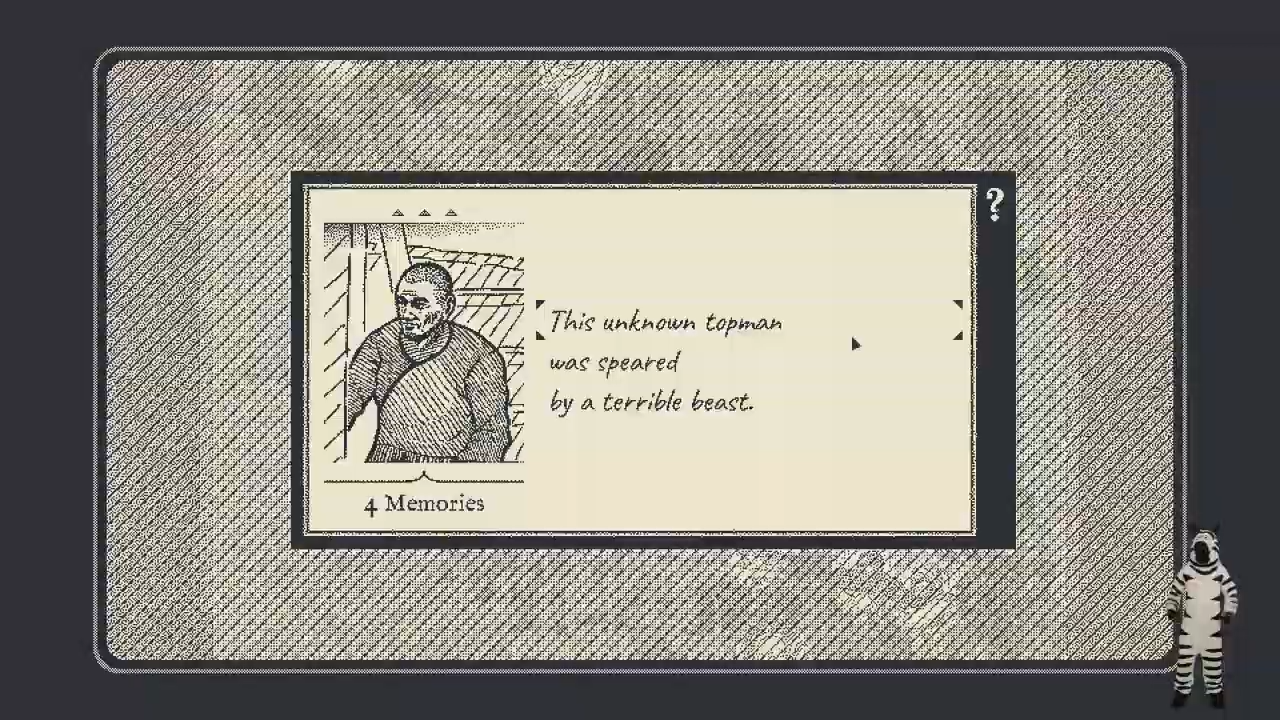 ?
This unknown topman
was speared
by a terrible beast.
4 Memories